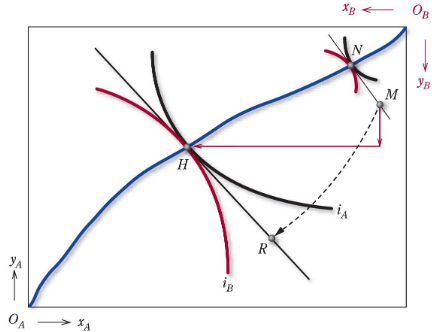 x_B O_B
y_B
N
M
H
R
i_A
i_B
y_A
O_A x_A